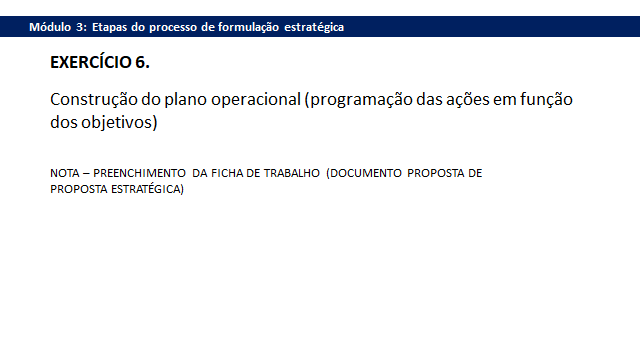 Módulo 3: Etapas do processo de formulação estratégica
EXERCÍCIO 6.
Construção do plano operacional (programação das ações em função
dos objetivos)
NOTA – PREENCHIMENTO DA FICHA DE TRABALHO (DOCUMENTO PROPOSTA DE
PROPOSTA ESTRATÉGICA)